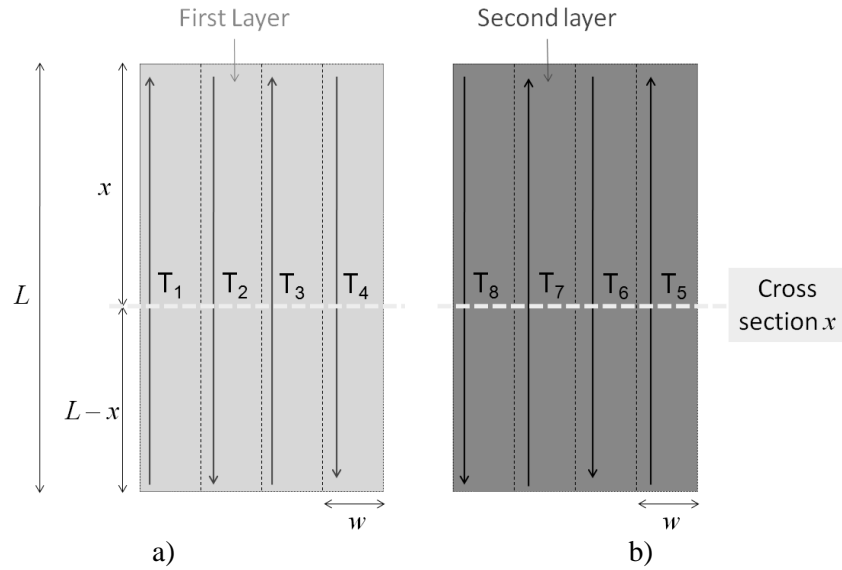 First Layer
Second layer
x
L
T1 T2 T3 T4
T8 T7 T6 T5
Cross
section x
L – x
w
w
a)
b)